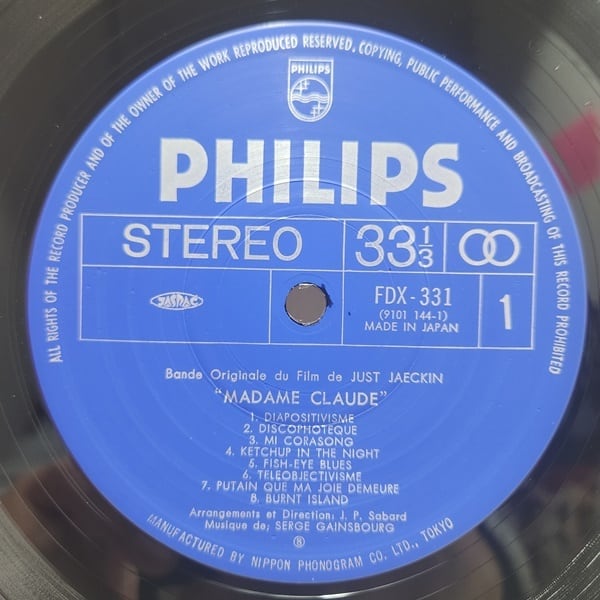 ALL RIGHTS OF THE RECORD PRODUCER AND OF THE OWNER OF THE WORK REPRODUCED RESERVED. COPYING, PUBLIC PERFORMANCE AND BROADCASTING OF THIS RECORD PROHIBITED
PHILIPS
PHILIPS
STEREO
33 1/3
JASRAC
FDX-331
(9101 144-1)
MADE IN JAPAN
1
Bande Originale du Film de JUST JAECKIN
"MADAME CLAUDE"
1. DIAPOSITIVISME
2. DISCOPHOTEQUE
3. MI CORASONG
4. KETCHUP IN THE NIGHT
5. FISH-EYE BLUES
6. TELEOBJECTIVISME
7. PUTAIN QUE MA JOIE DEMEURE
8. BURNT ISLAND
Arrangements et Direction: J. P. Sabard
Musique de; SERGE GAINSBOURG
MANUFACTURED BY NIPPON PHONOGRAM CO. LTD., TOKYO